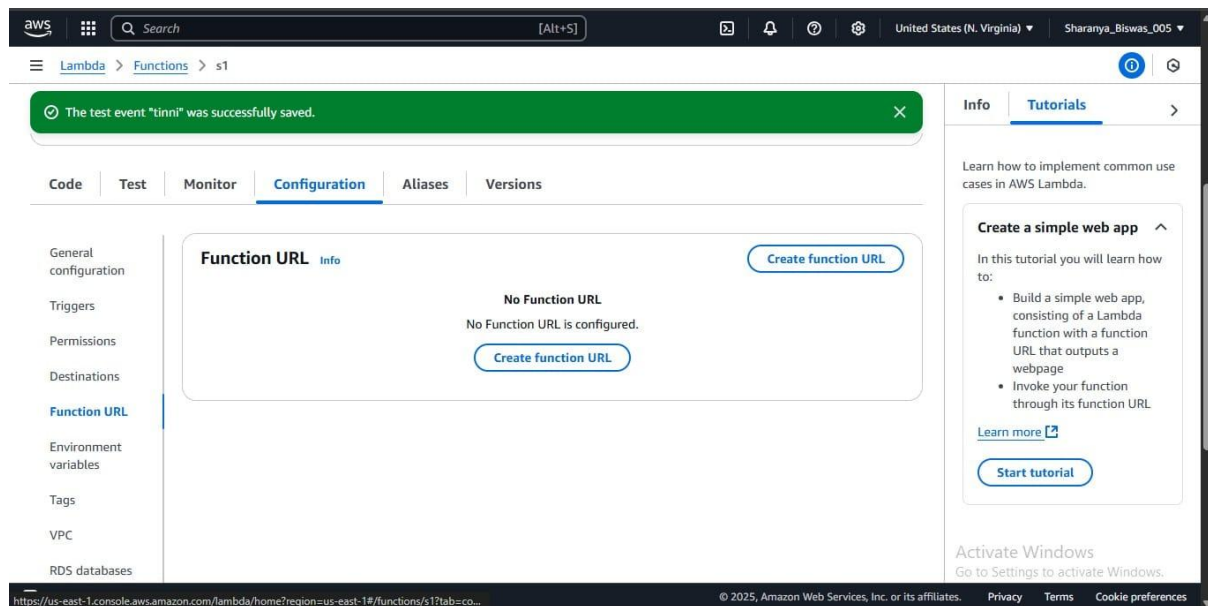 aws
Search
[Alt+S]
United States (N. Virginia) ▼
Sharanya_Biswas_005 ▼
Lambda > Functions > s1
The test event "tinni" was successfully saved.
Info
Tutorials
Learn how to implement common use
cases in AWS Lambda.
Create a simple web app
In this tutorial you will learn how
to:
• Build a simple web app,
consisting of a Lambda
function with a function
URL that outputs a
webpage
• Invoke your function
through its function URL
Learn more
Start tutorial
Code
Test
Monitor
Configuration
Aliases
Versions
General
configuration
Triggers
Permissions
Destinations
Function URL
Environment
variables
Tags
VPC
RDS databases
Function URL Info
Create function URL
No Function URL
No Function URL is configured.
Create function URL
Activate Windows
Go to Settings to activate Windows.
https://us-east-1.console.aws.amazon.com/lambda/home?region=us-east-1#/functions/s1?tab=co...
© 2025, Amazon Web Services, Inc. or its affiliates.
Privacy
Terms
Cookie preferences